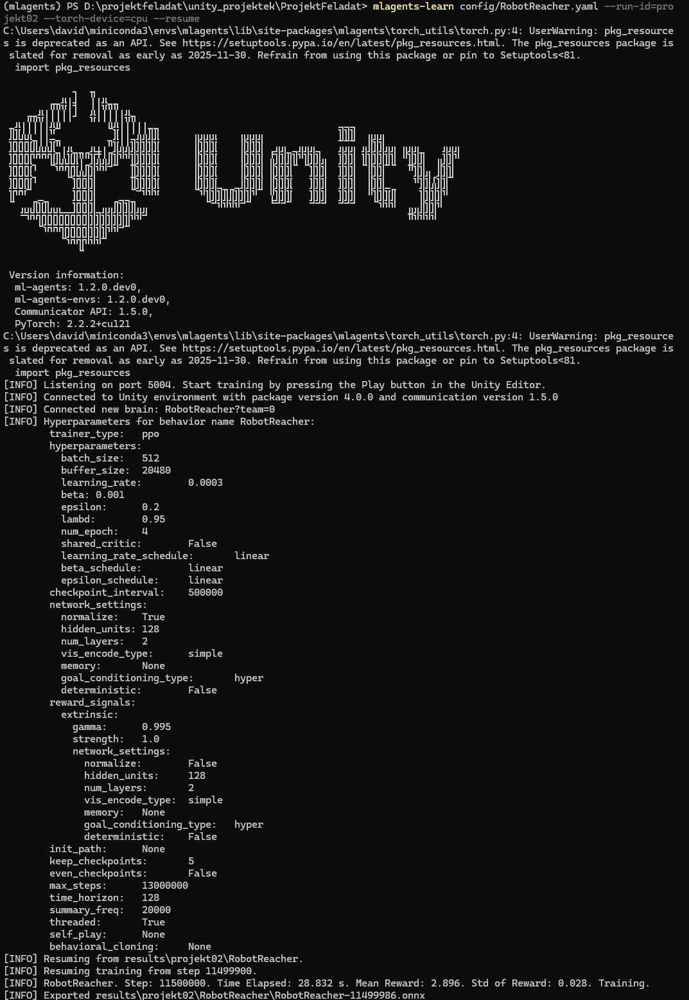 (mlagents) PS D:\projektfeladat\unity_projektek\ProjektFeladat> mlagents-learn config/RobotReacher.yaml --run-id=pro
jekt02 --torch-device=cpu --resume
C:\Users\david\miniconda3\envs\mlagents\lib\site-packages\mlagents\torch_utils\torch.py:4: UserWarning: pkg_resource
s is deprecated as an API. See https://setuptools.pypa.io/en/latest/pkg_resources.html. The pkg_resources package is
 slated for removal as early as 2025-11-30. Refrain from using this package or pin to Setuptools<81.
  import pkg_resources
unity
 Version information:
  ml-agents: 1.2.0.dev0,
  ml-agents-envs: 1.2.0.dev0,
  Communicator API: 1.5.0,
  PyTorch: 2.2.2+cu121
C:\Users\david\miniconda3\envs\mlagents\lib\site-packages\mlagents\torch_utils\torch.py:4: UserWarning: pkg_resource
s is deprecated as an API. See https://setuptools.pypa.io/en/latest/pkg_resources.html. The pkg_resources package is
 slated for removal as early as 2025-11-30. Refrain from using this package or pin to Setuptools<81.
  import pkg_resources
[INFO] Listening on port 5004. Start training by pressing the Play button in the Unity Editor.
[INFO] Connected to Unity environment with package version 4.0.0 and communication version 1.5.0
[INFO] Connected new brain: RobotReacher?team=0
[INFO] Hyperparameters for behavior name RobotReacher:
        trainer_type:   ppo
        hyperparameters:
          batch_size:   512
          buffer_size:  20480
          learning_rate:        0.0003
          beta: 0.001
          epsilon:      0.2
          lambd:        0.95
          num_epoch:    4
          shared_critic:        False
          learning_rate_schedule:       linear
          beta_schedule:        linear
          epsilon_schedule:     linear
        checkpoint_interval:    500000
        network_settings:
          normalize:    True
          hidden_units: 128
          num_layers:   2
          vis_encode_type:      simple
          memory:       None
          goal_conditioning_type:       hyper
          deterministic:        False
        reward_signals:
          extrinsic:
            gamma:      0.995
            strength:   1.0
            network_settings:
              normalize:        False
              hidden_units:     128
              num_layers:       2
              vis_encode_type:  simple
              memory:   None
              goal_conditioning_type:   hyper
              deterministic:    False
        init_path:      None
        keep_checkpoints:       5
        even_checkpoints:       False
        max_steps:      13000000
        time_horizon:   128
        summary_freq:   20000
        threaded:       True
        self_play:      None
        behavioral_cloning:     None
[INFO] Resuming from results\projekt02\RobotReacher.
[INFO] Resuming training from step 11499900.
[INFO] RobotReacher. Step: 11500000. Time Elapsed: 28.832 s. Mean Reward: 2.896. Std of Reward: 0.028. Training.
[INFO] Exported results\projekt02\RobotReacher\RobotReacher-11499986.onnx